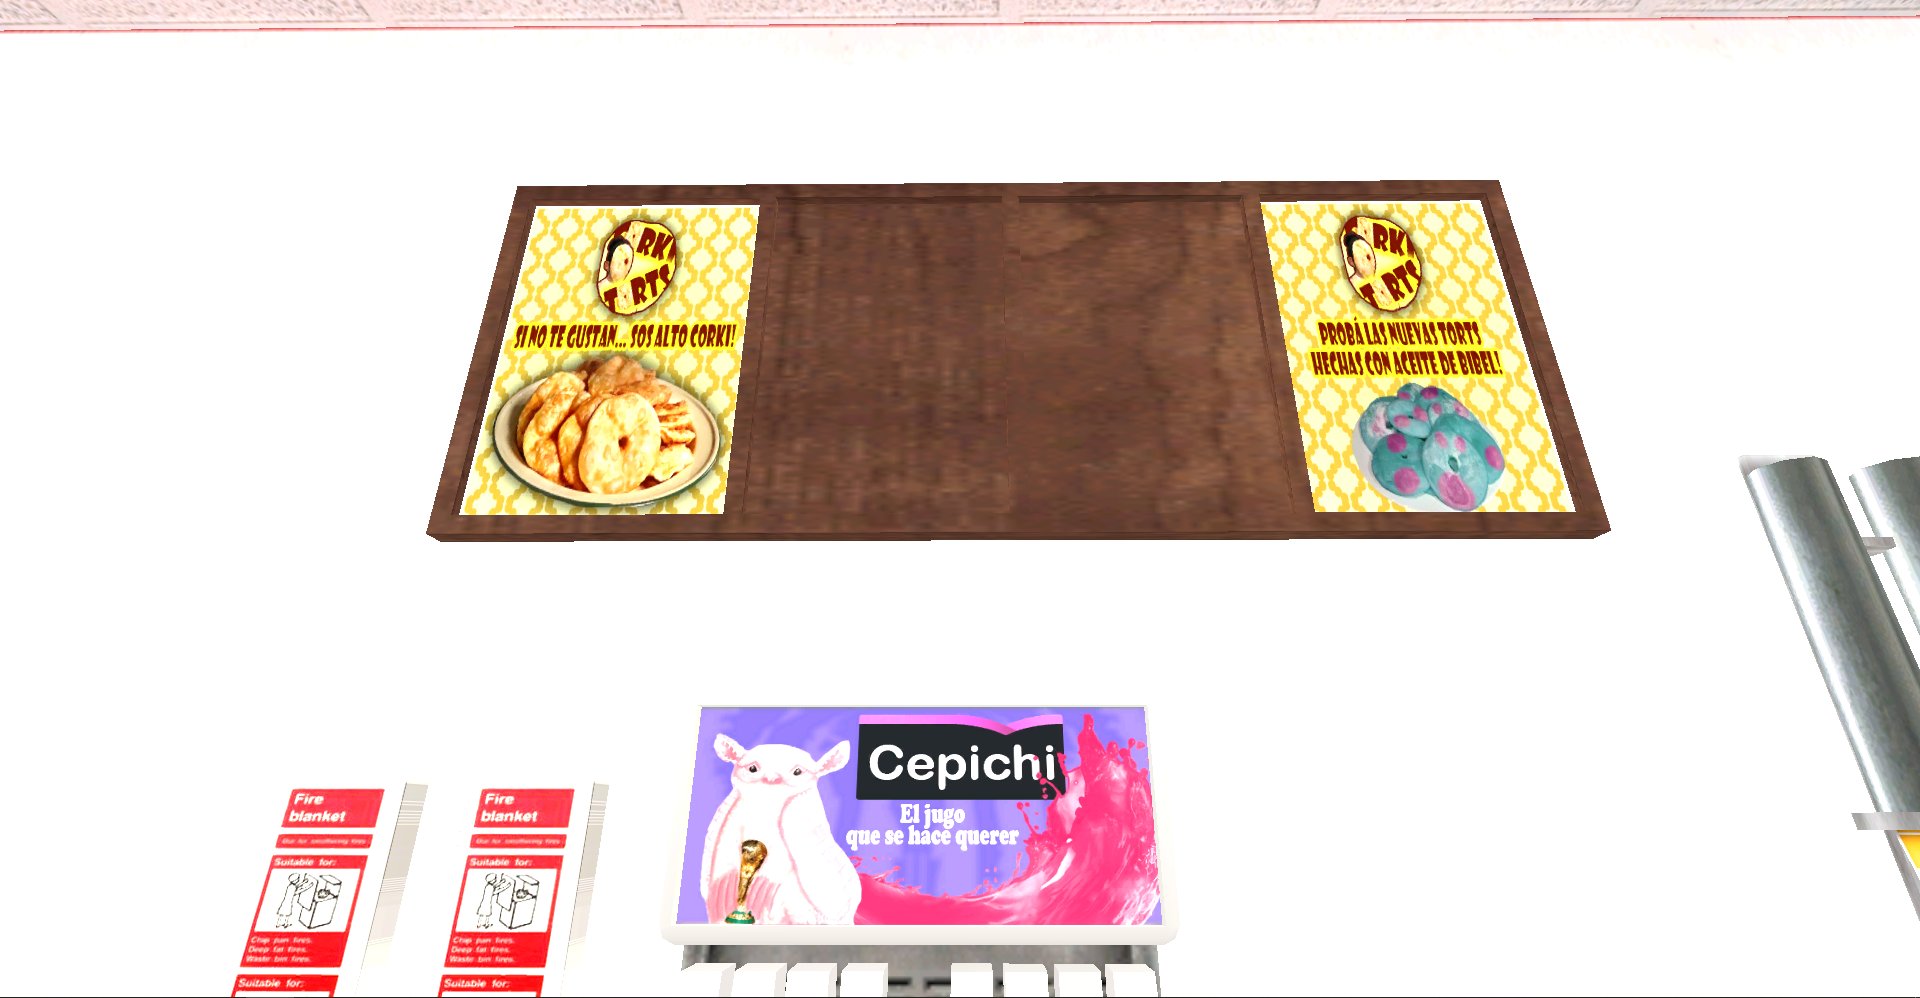 SI NO TE GUSTAN... SOS ALTO CORKI!
PROBÁ LAS NUEVAS TORTS
HECHAS CON ACEITE DE BIBEL!
Cepichi
El jugo
que se hace querer
Fire
blanket
Suitable for:
Chip pan fires.
Deep fat fires.
Waste bin fires.
Suitable for:
Fire
blanket
Suitable for:
Chip pan fires.
Deep fat fires.
Waste bin fires.
Suitable for: